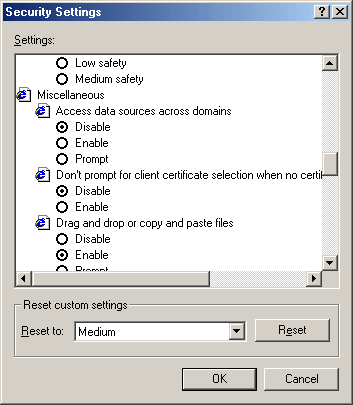 Security Settings
Settings:
Low safety
Medium safety
Miscellaneous
Access data sources across domains
Disable
Enable
Prompt
Don't prompt for client certificate selection when no certi
Disable
Enable
Drag and drop or copy and paste files
Disable
Enable
Prompt
Reset custom settings
Reset to:
Medium
Reset
OK
Cancel